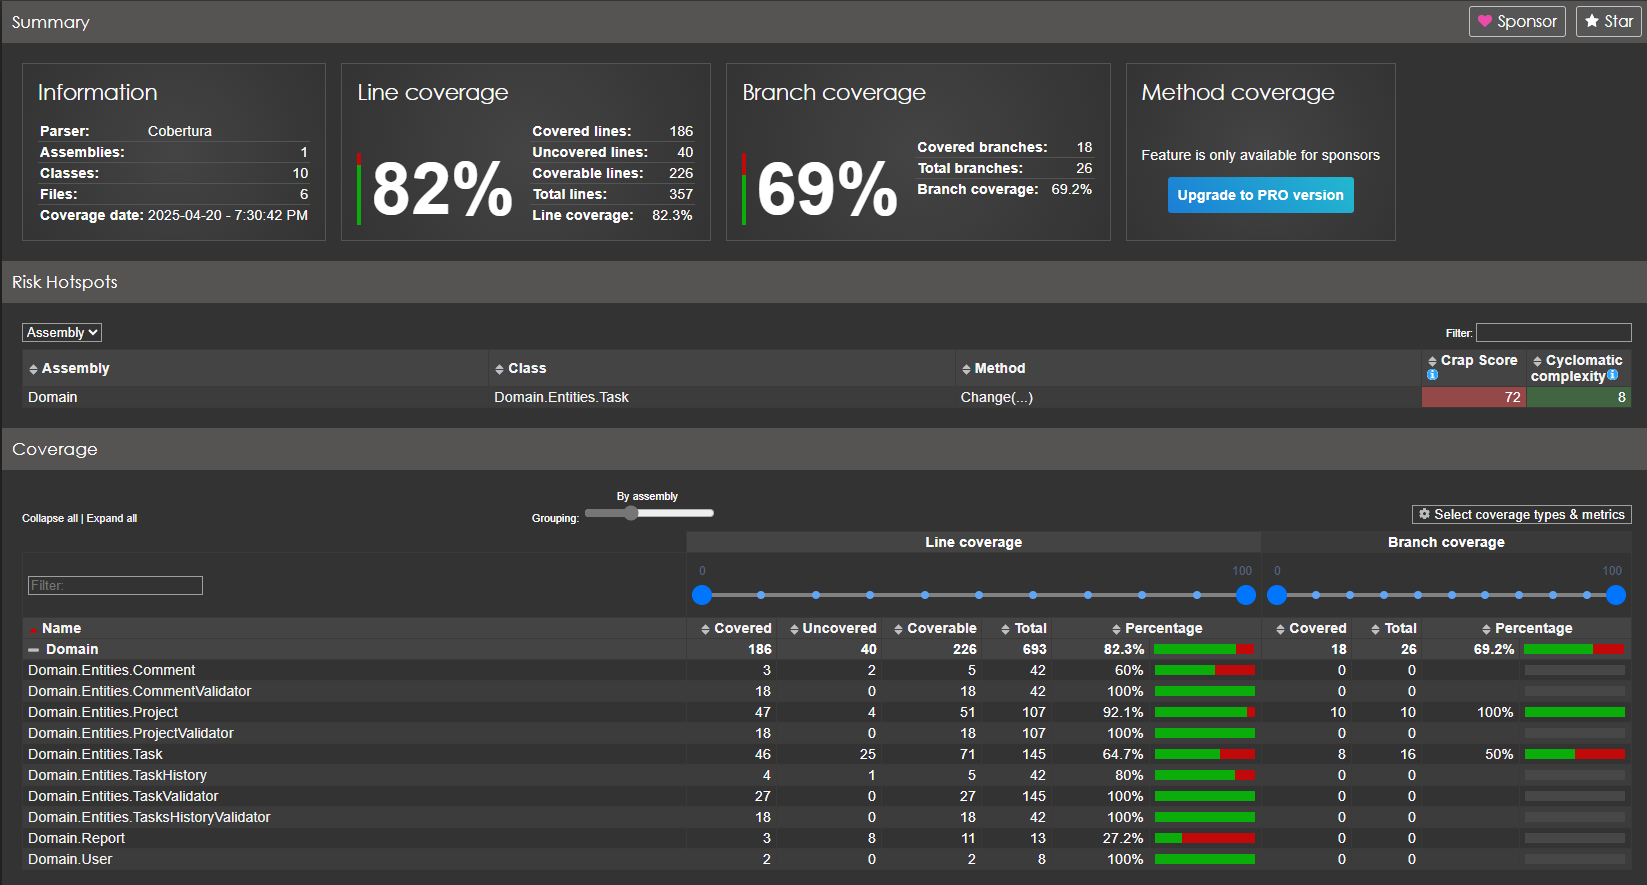 Summary
Sponsor
Star
Information
Parser: Cobertura
Assemblies: 1
Classes: 10
Files: 6
Coverage date: 2025-04-20 - 7:30:42 PM
Line coverage
82%
Covered lines: 186
Uncovered lines: 40
Coverable lines: 226
Total lines: 357
Line coverage: 82.3%
Branch coverage
69%
Covered branches: 18
Total branches: 26
Branch coverage: 69.2%
Method coverage
Feature is only available for sponsors
Upgrade to PRO version
Risk Hotspots
Assembly
Filter:
Assembly Class Method Crap Score Cyclomatic complexity
Domain Domain.Entities.Task Change(...) 72 8
Coverage
Collapse all | Expand all
By assembly
Grouping:
Select coverage types & metrics
Line coverage Branch coverage
0 100 0 100
Filter:
Name Covered Uncovered Coverable Total Percentage Covered Total Percentage
Domain 186 40 226 693 82.3% 18 26 69.2%
Domain.Entities.Comment 3 2 5 42 60% 0 0
Domain.Entities.CommentValidator 18 0 18 42 100% 0 0
Domain.Entities.Project 47 4 51 107 92.1% 10 10 100%
Domain.Entities.ProjectValidator 18 0 18 107 100% 0 0
Domain.Entities.Task 46 25 71 145 64.7% 8 16 50%
Domain.Entities.TaskHistory 4 1 5 42 80% 0 0
Domain.Entities.TaskValidator 27 0 27 145 100% 0 0
Domain.Entities.TasksHistoryValidator 18 0 18 42 100% 0 0
Domain.Report 3 8 11 13 27.2% 0 0
Domain.User 2 0 2 8 100% 0 0